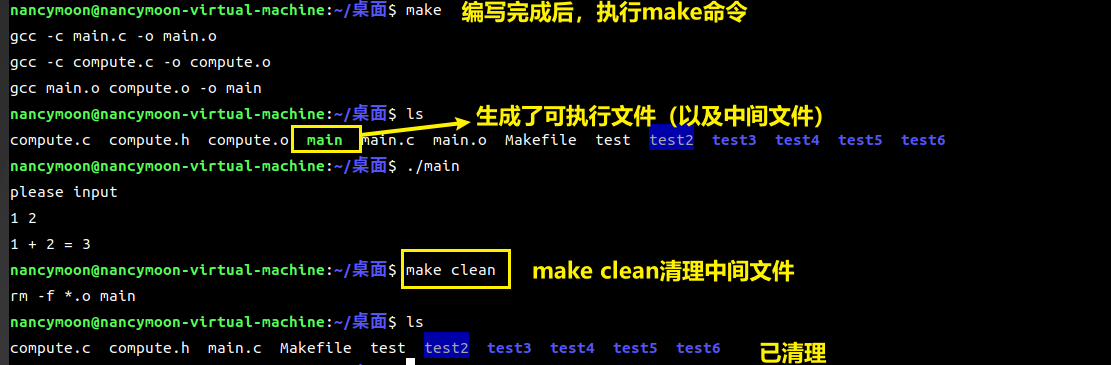 nancymoon@nancymoon-virtual-machine:~/桌面$ make 编写完成后，执行make命令
gcc -c main.c -o main.o
gcc -c compute.c -o compute.o
gcc main.o compute.o -o main
nancymoon@nancymoon-virtual-machine:~/桌面$ ls 生成了可执行文件（以及中间文件）
compute.c compute.h compute.o main main.c main.o Makefile test test2 test3 test4 test5 test6
nancymoon@nancymoon-virtual-machine:~/桌面$ ./main
please input
1 2
1 + 2 = 3
nancymoon@nancymoon-virtual-machine:~/桌面$ make clean make clean清理中间文件
rm -f *.o main
nancymoon@nancymoon-virtual-machine:~/桌面$ ls
compute.c compute.h main.c Makefile test test2 test3 test4 test5 test6 已清理